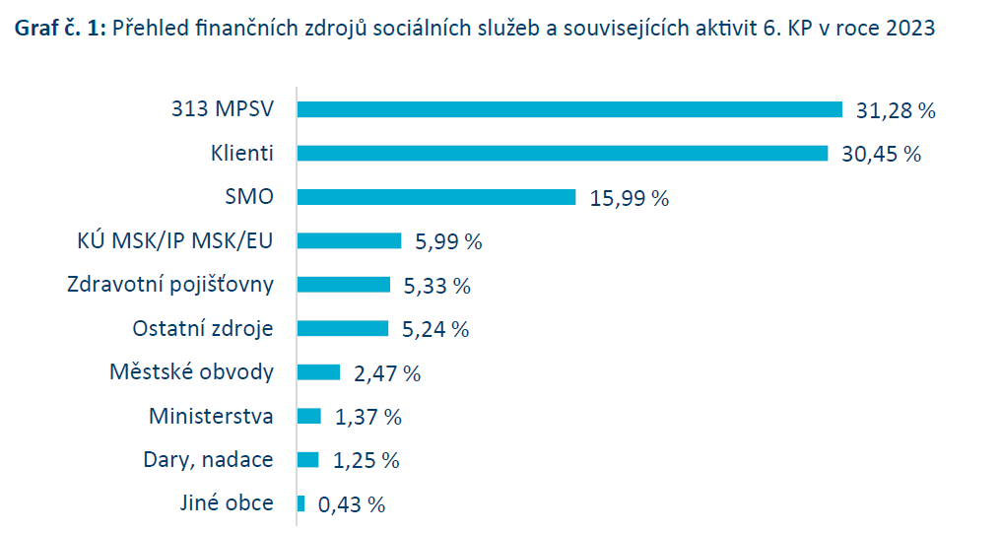 Graf č. 1: Přehled finančních zdrojů sociálních služeb a souvisejících aktivit 6. KP v roce 2023
313 MPSV 31,28 %
Klienti 30,45 %
SMO 15,99 %
KÚ MSK/IP MSK/EU 5,99 %
Zdravotní pojišťovny 5,33 %
Ostatní zdroje 5,24 %
Městské obvody 2,47 %
Ministerstva 1,37 %
Dary, nadace 1,25 %
Jiné obce 0,43 %